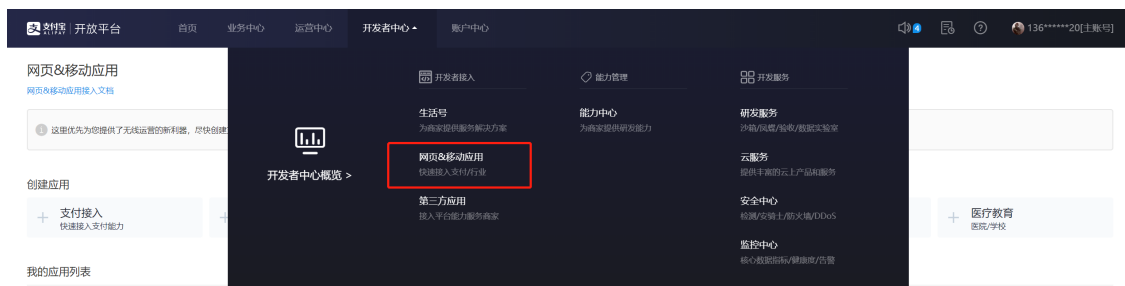 支付宝 ALIPAY 开放平台 首页 业务中心 运营中心 开发者中心 账户中心 4 136******20[主账号]
网页&移动应用
网页&移动应用接入文档
这里优先为您提供了无线运营的新利器，尽快创建
创建应用
支付接入
快速接入支付能力
医疗教育
医院/学校
我的应用列表
开发者中心概览 >
开发者接入
生活号
为商家提供服务解决方案
网页&移动应用
快速接入支付/行业
第三方应用
接入平台能力服务商家
能力管理
能力中心
为商家提供研发能力
开发服务
研发服务
沙箱/凤蝶/验收/数据实验室
云服务
提供丰富的云上产品和服务
安全中心
检测/安骑士/防火墙/DDoS
监控中心
核心数据指标/健康度/告警